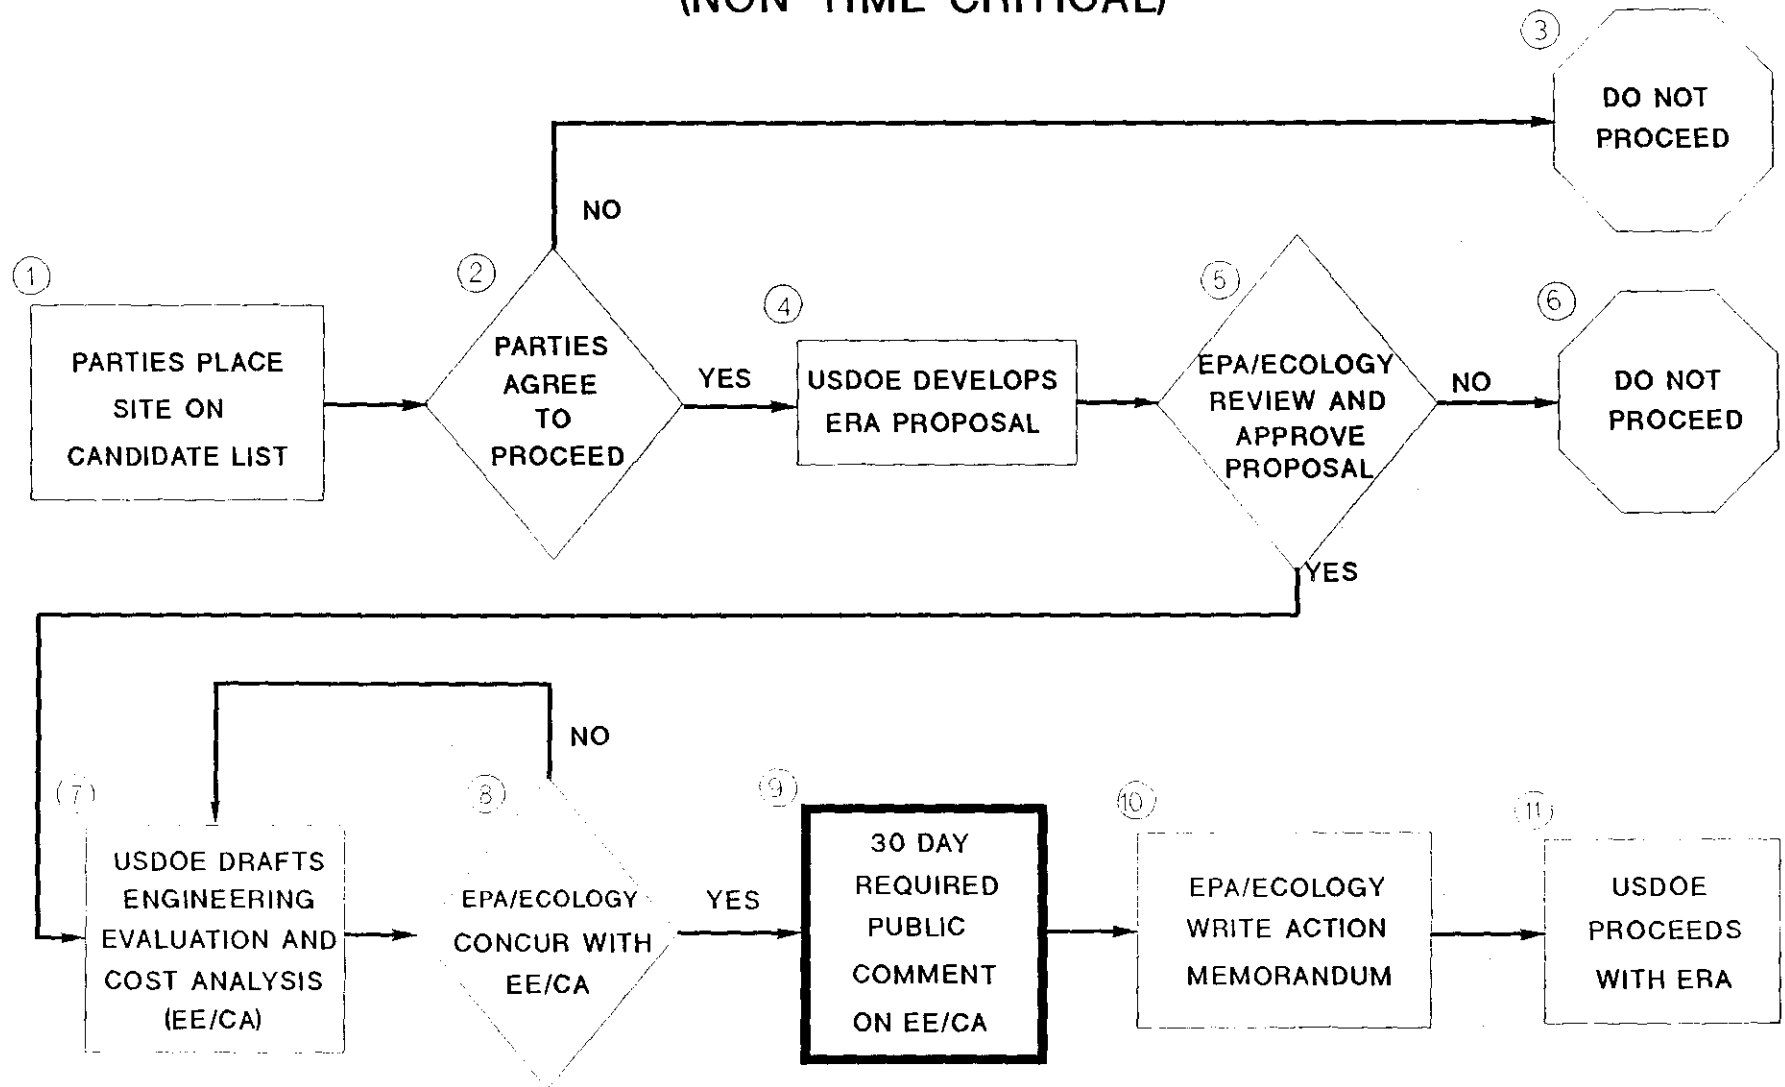 (NON TIME CRITICAL)
3
DO NOT
PROCEED
NO
1
PARTIES PLACE
SITE ON
CANDIDATE LIST
2
PARTIES
AGREE
TO
PROCEED
YES
4
USDOE DEVELOPS
ERA PROPOSAL
5
EPA/ECOLOGY
REVIEW AND
APPROVE
PROPOSAL
NO
6
DO NOT
PROCEED
YES
NO
7
USDOE DRAFTS
ENGINEERING
EVALUATION AND
COST ANALYSIS
(EE/CA)
8
EPA/ECOLOGY
CONCUR WITH
EE/CA
YES
9
30 DAY
REQUIRED
PUBLIC
COMMENT
ON EE/CA
10
EPA/ECOLOGY
WRITE ACTION
MEMORANDUM
11
USDOE
PROCEEDS
WITH ERA